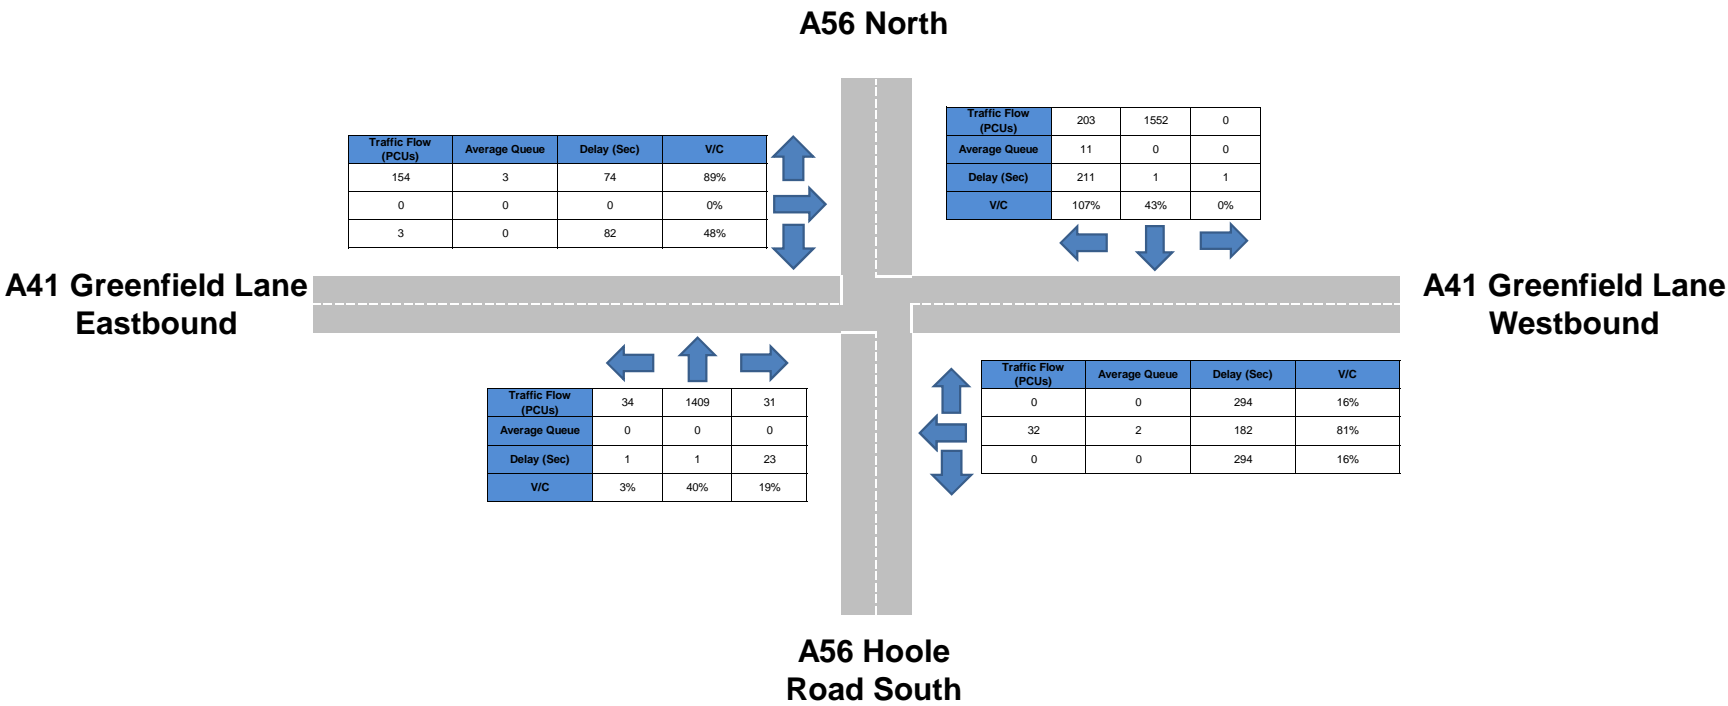 A56 North
Traffic Flow
(PCUs) 203 1552 0
Average Queue 11 0 0
Delay (Sec) 211 1 1
V/C 107% 43% 0%
Traffic Flow
(PCUs) Average Queue Delay (Sec) V/C
154 3 74 89%
0 0 0 0%
3 0 82 48%
A41 Greenfield Lane
Eastbound
A41 Greenfield Lane
Westbound
Traffic Flow
(PCUs) 34 1409 31
Average Queue 0 0 0
Delay (Sec) 1 1 23
V/C 3% 40% 19%
Traffic Flow
(PCUs) Average Queue Delay (Sec) V/C
0 0 294 16%
32 2 182 81%
0 0 294 16%
A56 Hoole
Road South